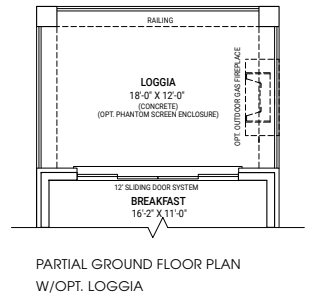 RAILING
LOGGIA
18'-0" X 12'-0"
(CONCRETE)
(OPT. PHANTOM SCREEN ENCLOSURE)
OPT. OUTDOOR GAS FIREPLACE
12' SLIDING DOOR SYSTEM
BREAKFAST
16'-2" X 11'-0"
PARTIAL GROUND FLOOR PLAN
W/OPT. LOGGIA